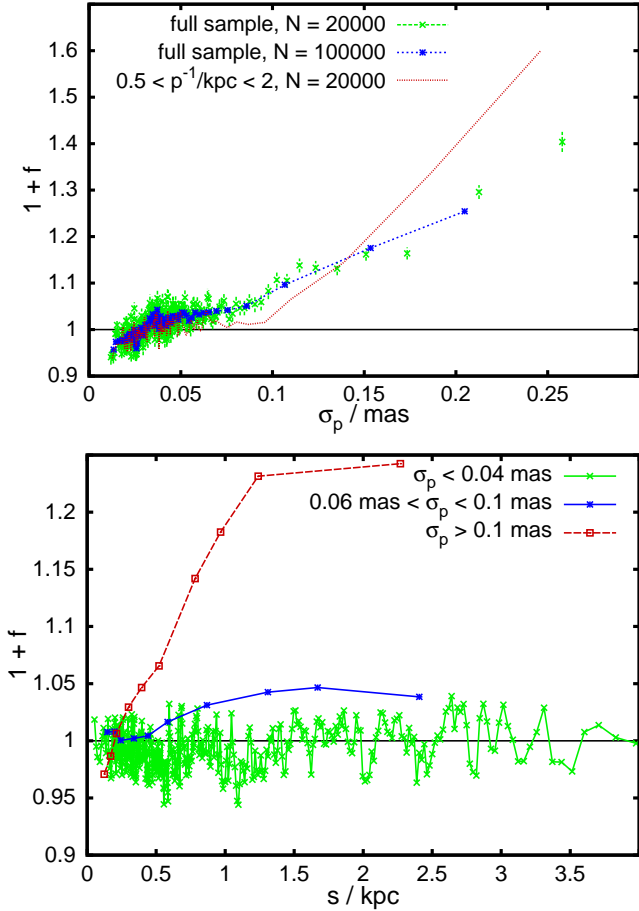 full sample, N = 20000
full sample, N = 100000
0.5 < p⁻¹/kpc < 2, N = 20000
1.6
1.5
1.4
1.3
1.2
1.1
1
0.9
1 + f
0 0.05 0.1 0.15 0.2 0.25
σₚ / mas
σₚ < 0.04 mas
0.06 mas < σₚ < 0.1 mas
σₚ > 0.1 mas
1.2
1.15
1.1
1.05
1
0.95
0.9
1 + f
0 0.5 1 1.5 2 2.5 3 3.5
s / kpc